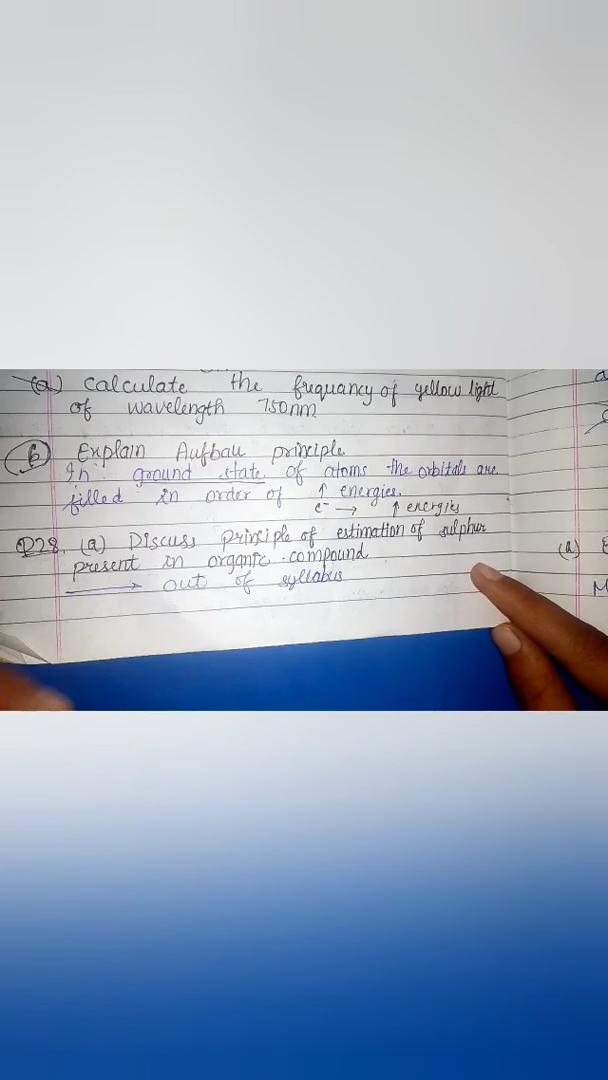 (a) Calculate the frequancy of yellow light
of wavelength 750nm
(b) Explain Aufbau principle.
In ground state of atoms the orbitals are
filled in order of ↑ energies.
e⁻ → ↑ energies
Q28. (a) Discuss principle of estimation of sulphur
present in organic compound
→ out of syllabus
(a)